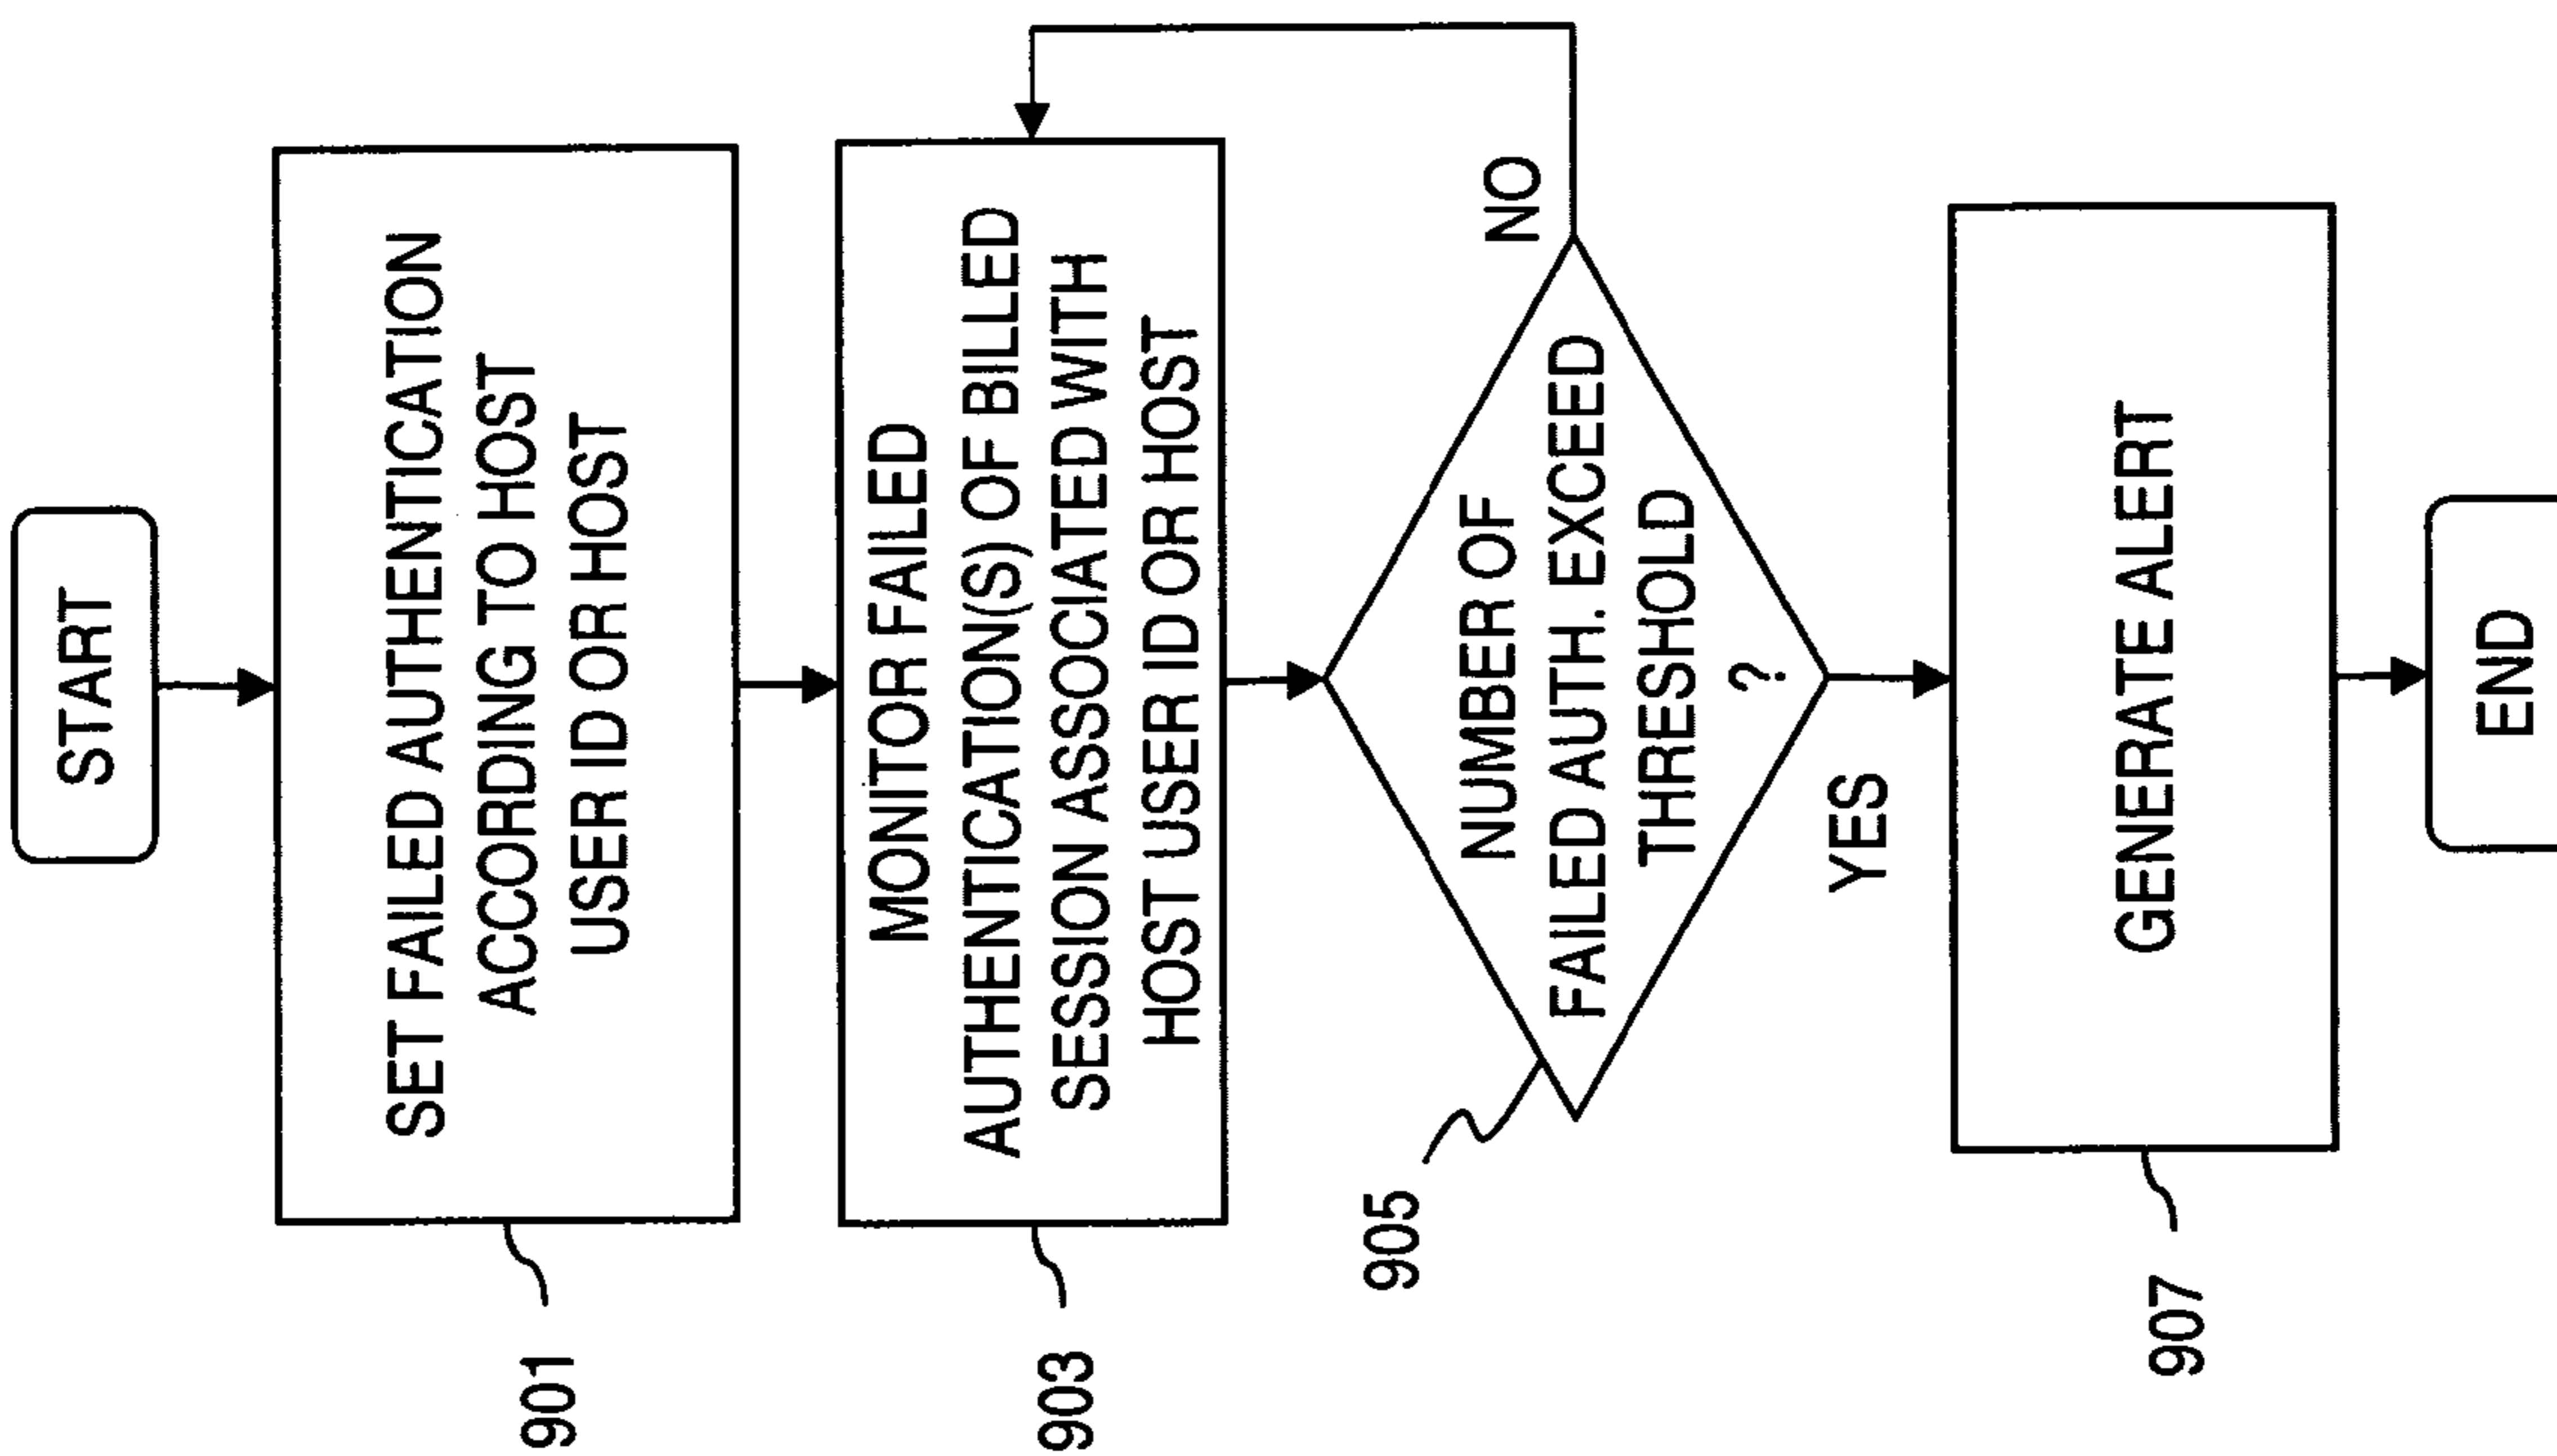 START
SET FAILED AUTHENTICATION
ACCORDING TO HOST
USER ID OR HOST
901
MONITOR FAILED
AUTHENTICATION(S) OF BILLED
SESSION ASSOCIATED WITH
HOST USER ID OR HOST
903
NUMBER OF
FAILED AUTH. EXCEED
THRESHOLD
?
905
NO
YES
GENERATE ALERT
907
END